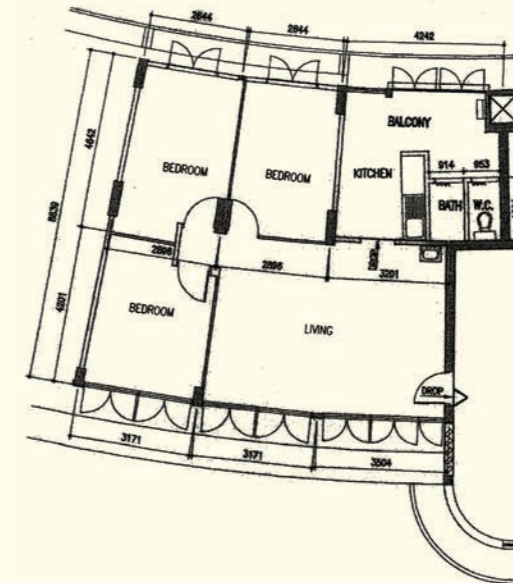 2844
2844
4242
4642
8839
BALCONY
914
953
BEDROOM
BEDROOM
KITCHEN
BATH
W.C.
2896
2896
DROP
3201
4201
BEDROOM
LIVING
DROP
3171
3171
3504